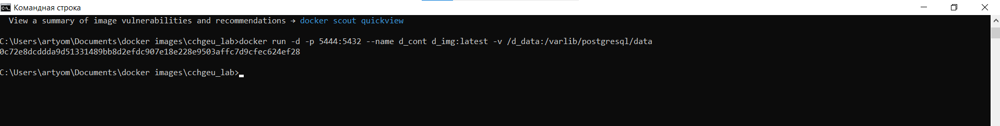 Командная строка
View a summary of image vulnerabilities and recommendations → docker scout quickview
C:\Users\artyom\Documents\docker images\cchgeu_lab>docker run -d -p 5444:5432 --name d_cont d_img:latest -v /d_data:/varlib/postgresql/data
0c72e8dcddda9d51331489bb8d2efdc907e18e228e9503affc7d9cfec624ef28
C:\Users\artyom\Documents\docker images\cchgeu_lab>